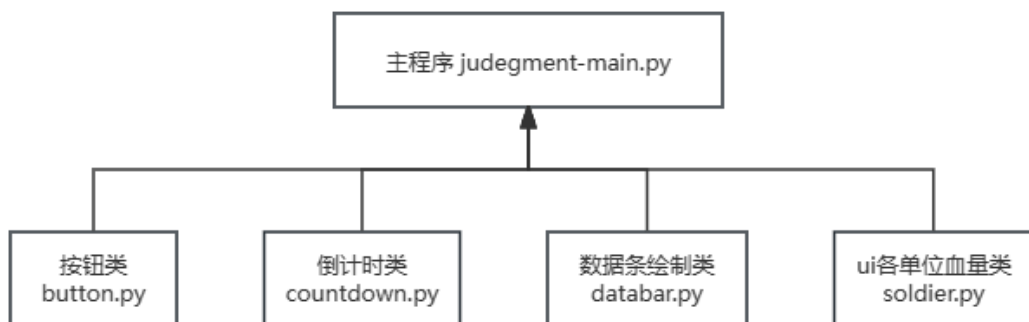 主程序 judegment-main.py
按钮类
button.py
倒计时类
countdown.py
数据条绘制类
databar.py
ui各单位血量类
soldier.py